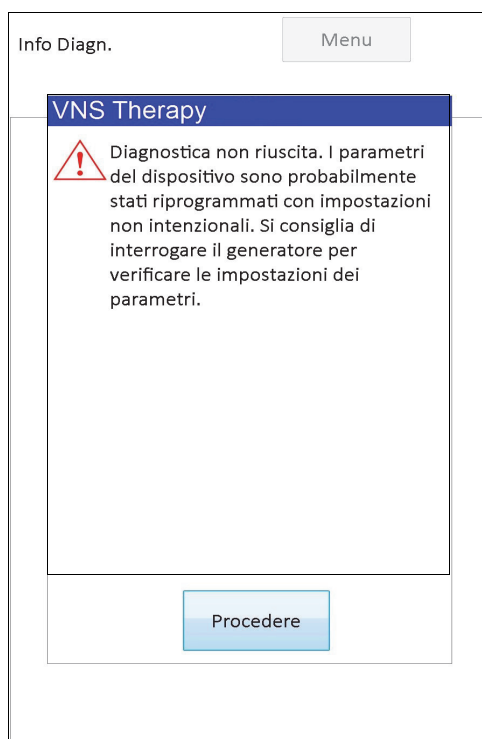 Info Diagn.
Menu
VNS Therapy
Diagnostica non riuscita. I parametri
del dispositivo sono probabilmente
stati riprogrammati con impostazioni
non intenzionali. Si consiglia di
interrogare il generatore per
verificare le impostazioni dei
parametri.
Procedere